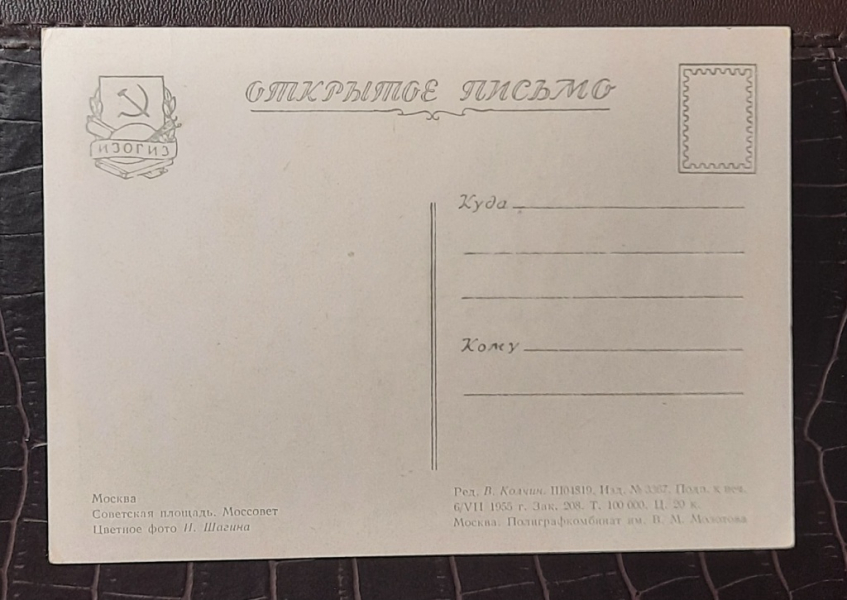 ОТКРЫТОЕ ПИСЬМО
ИЗОГИЗ
Куда
Кому
Москва
Советская площадь. Моссовет
Цветное фото И. Шагина
Ред. В. Колчин. Ш04819. Изд. № 3367. Подп. к печ.
6/VII 1955 г. Зак. 208. Т. 100 000. Ц. 20 к.
Москва. Полиграфкомбинат им. В. М. Молотова